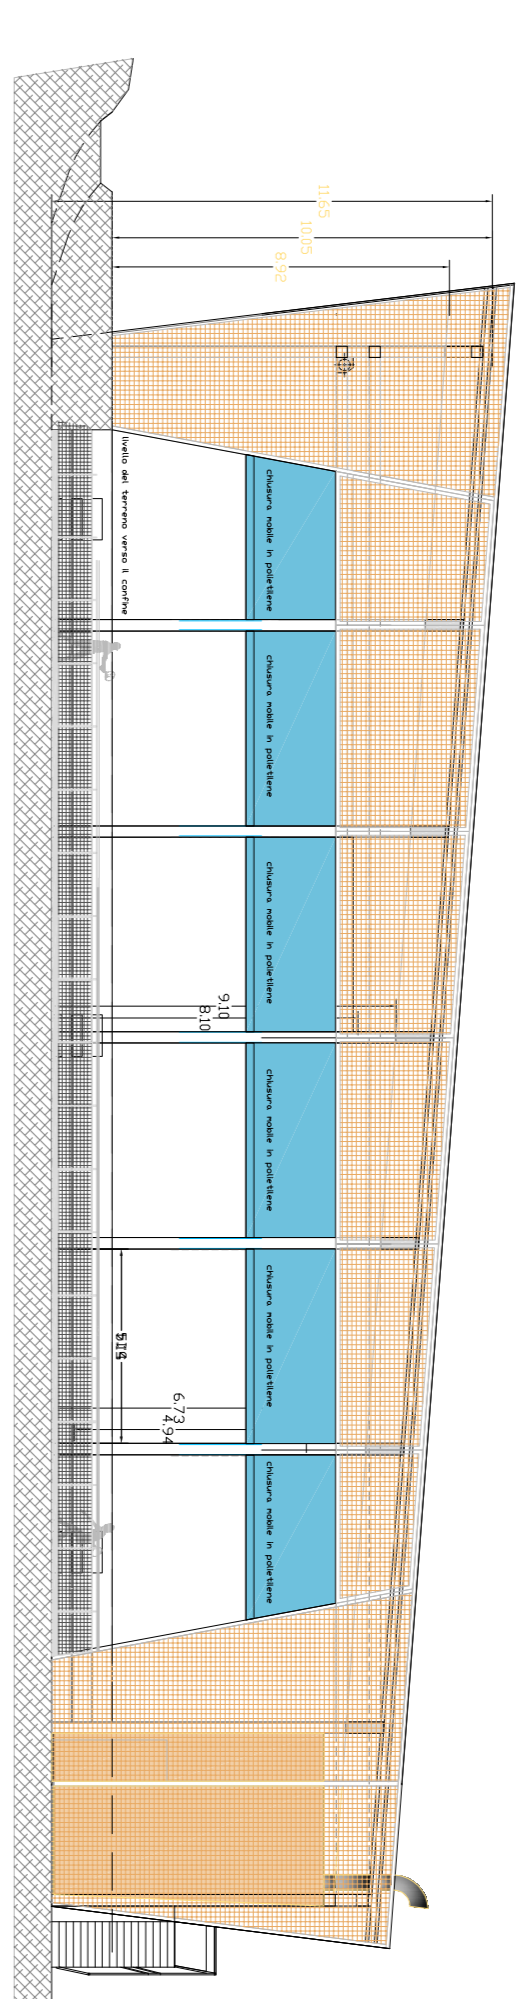 11.65
10.05
8.92
livello del terreno verso il confine
chiusura mobile in polietilene
chiusura mobile in polietilene
chiusura mobile in polietilene
9.10
8.10
chiusura mobile in polietilene
chiusura mobile in polietilene
6.73
4.94
chiusura mobile in polietilene